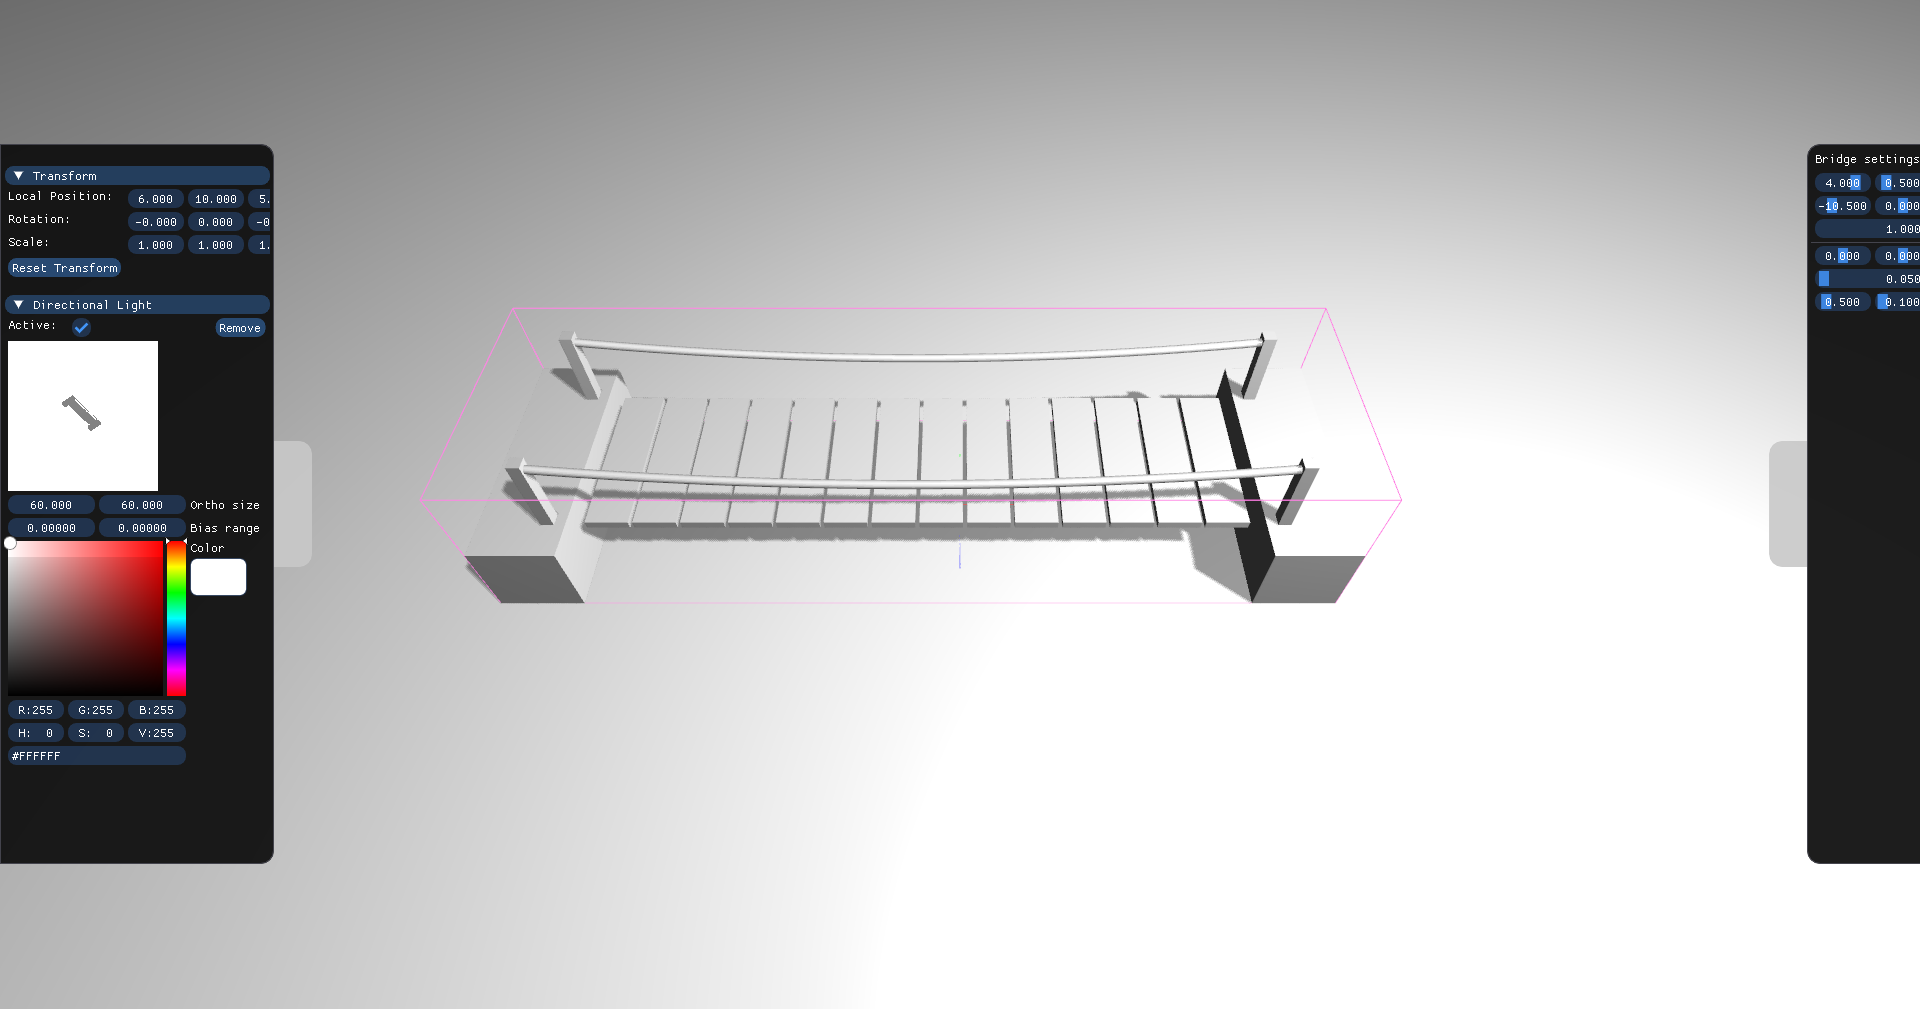 Transform
Local Position: 6.000 10.000 5.
Rotation: -0.000 0.000 -0
Scale: 1.000 1.000 1.
Reset Transform
Directional Light
Active: Remove
60.000 60.000 Ortho size
0.00000 0.00000 Bias range
Color
R:255 G:255 B:255
H: 0 S: 0 V:255
#FFFFFF
Bridge settings
4.000 0.500
-10.500 0.000
1.000
0.000 0.000
0.050
0.500 0.100